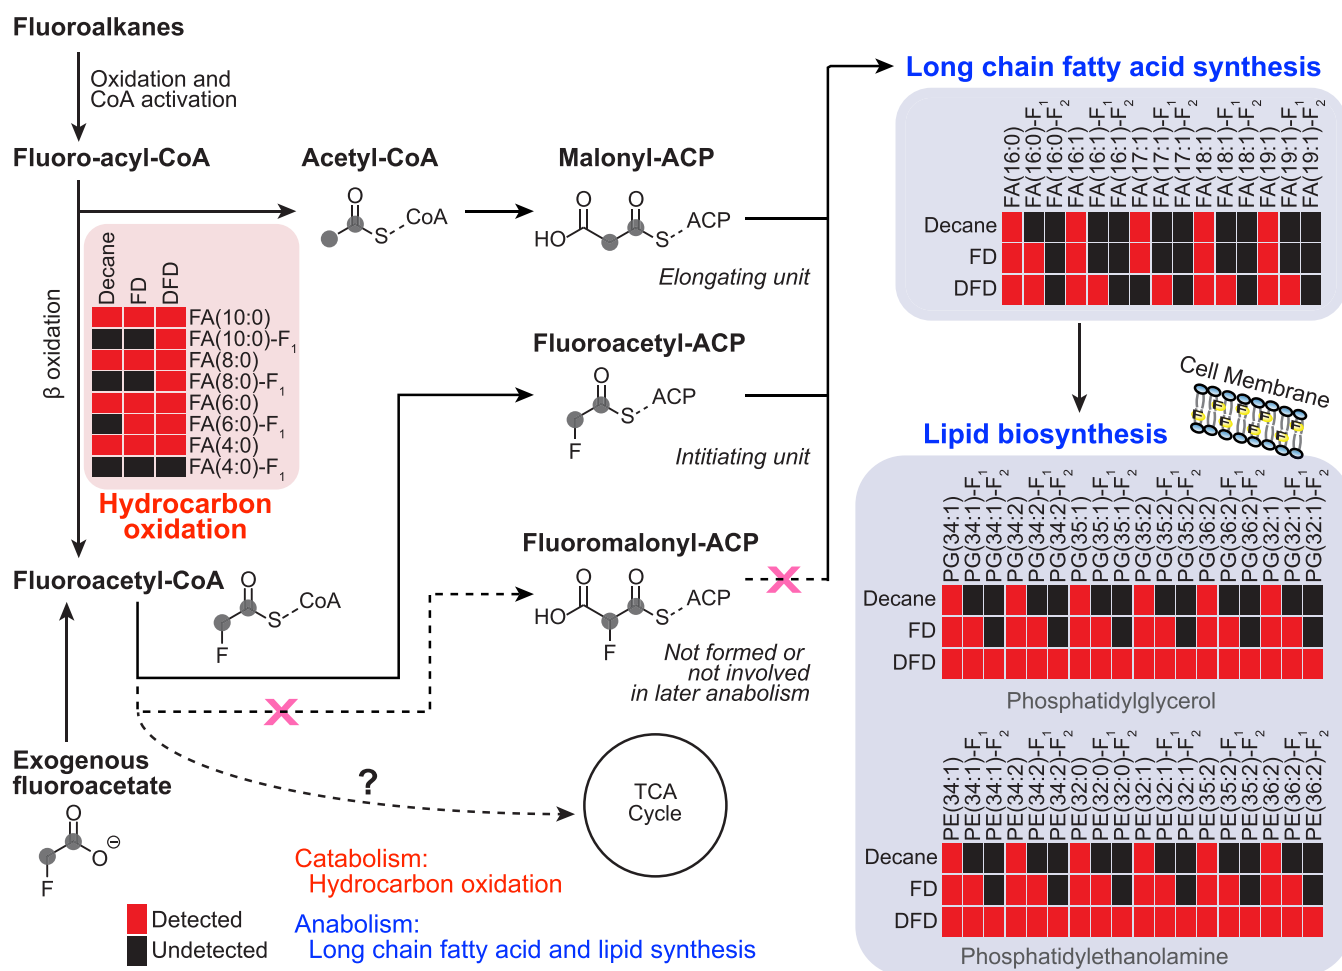 Fluoroalkanes
Oxidation and
CoA activation
Fluoro-acyl-CoA
Acetyl-CoA
O
S
CoA
Malonyl-ACP
O
O
HO
S
ACP
Elongating unit
β oxidation
Decane
FD
DFD
FA(10:0)
FA(10:0)-F1
FA(8:0)
FA(8:0)-F1
FA(6:0)
FA(6:0)-F1
FA(4:0)
FA(4:0)-F1
Hydrocarbon
oxidation
Fluoroacetyl-ACP
O
S
ACP
F
Intitiating unit
Fluoromalonyl-ACP
O
O
HO
S
ACP
F
Not formed or
not involved
in later anabolism
Fluoroacetyl-CoA
O
S
CoA
F
X
X
?
TCA
Cycle
Exogenous
fluoroacetate
O
O
⊖
F
Detected
Undetected
Catabolism:
Hydrocarbon oxidation
Anabolism:
Long chain fatty acid and lipid synthesis
Long chain fatty acid synthesis
FA(16:0)
FA(16:0)-F1
FA(16:0)-F2
FA(16:1)
FA(16:1)-F1
FA(16:1)-F2
FA(17:1)
FA(17:1)-F1
FA(17:1)-F2
FA(18:1)
FA(18:1)-F1
FA(18:1)-F2
FA(19:1)
FA(19:1)-F1
FA(19:1)-F2
Decane
FD
DFD
Cell Membrane
F
F
F
F
F
F
F
F
Lipid biosynthesis
PG(34:1)
PG(34:1)-F1
PG(34:1)-F2
PG(34:2)
PG(34:2)-F1
PG(34:2)-F2
PG(35:1)
PG(35:1)-F1
PG(35:1)-F2
PG(35:2)
PG(35:2)-F1
PG(35:2)-F2
PG(36:2)
PG(36:2)-F1
PG(36:2)-F2
PG(32:1)
PG(32:1)-F1
PG(32:1)-F2
Decane
FD
DFD
Phosphatidylglycerol
PE(34:1)
PE(34:1)-F1
PE(34:1)-F2
PE(34:2)
PE(34:2)-F1
PE(34:2)-F2
PE(32:0)
PE(32:0)-F1
PE(32:0)-F2
PE(32:1)
PE(32:1)-F1
PE(32:1)-F2
PE(35:2)
PE(35:2)-F1
PE(35:2)-F2
PE(36:2)
PE(36:2)-F1
PE(36:2)-F2
Decane
FD
DFD
Phosphatidylethanolamine